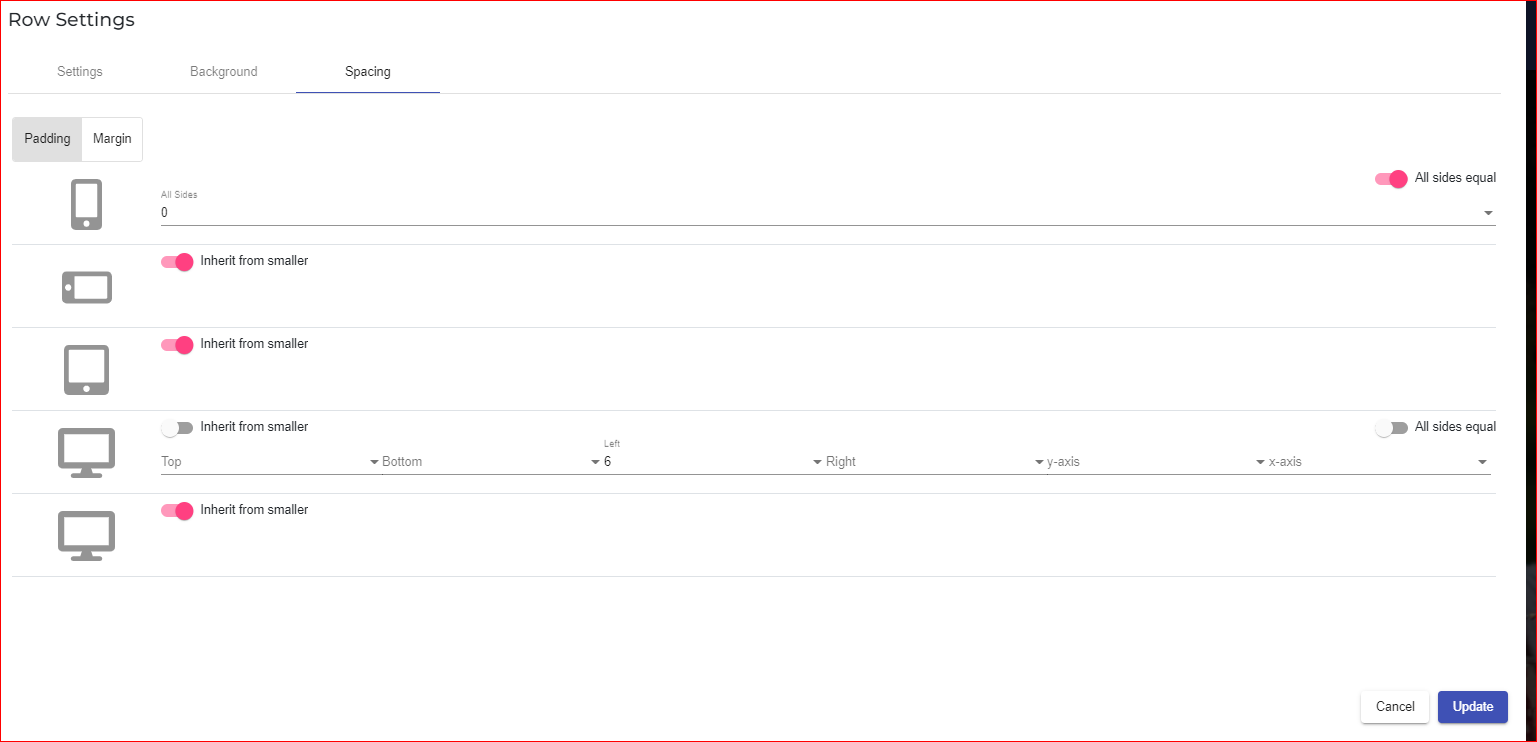 Row Settings
Settings Background Spacing
Padding Margin
All sides equal
All Sides
0
Inherit from smaller
Inherit from smaller
Inherit from smaller All sides equal
Left
Top Bottom 6 Right y-axis x-axis
Inherit from smaller
Cancel Update